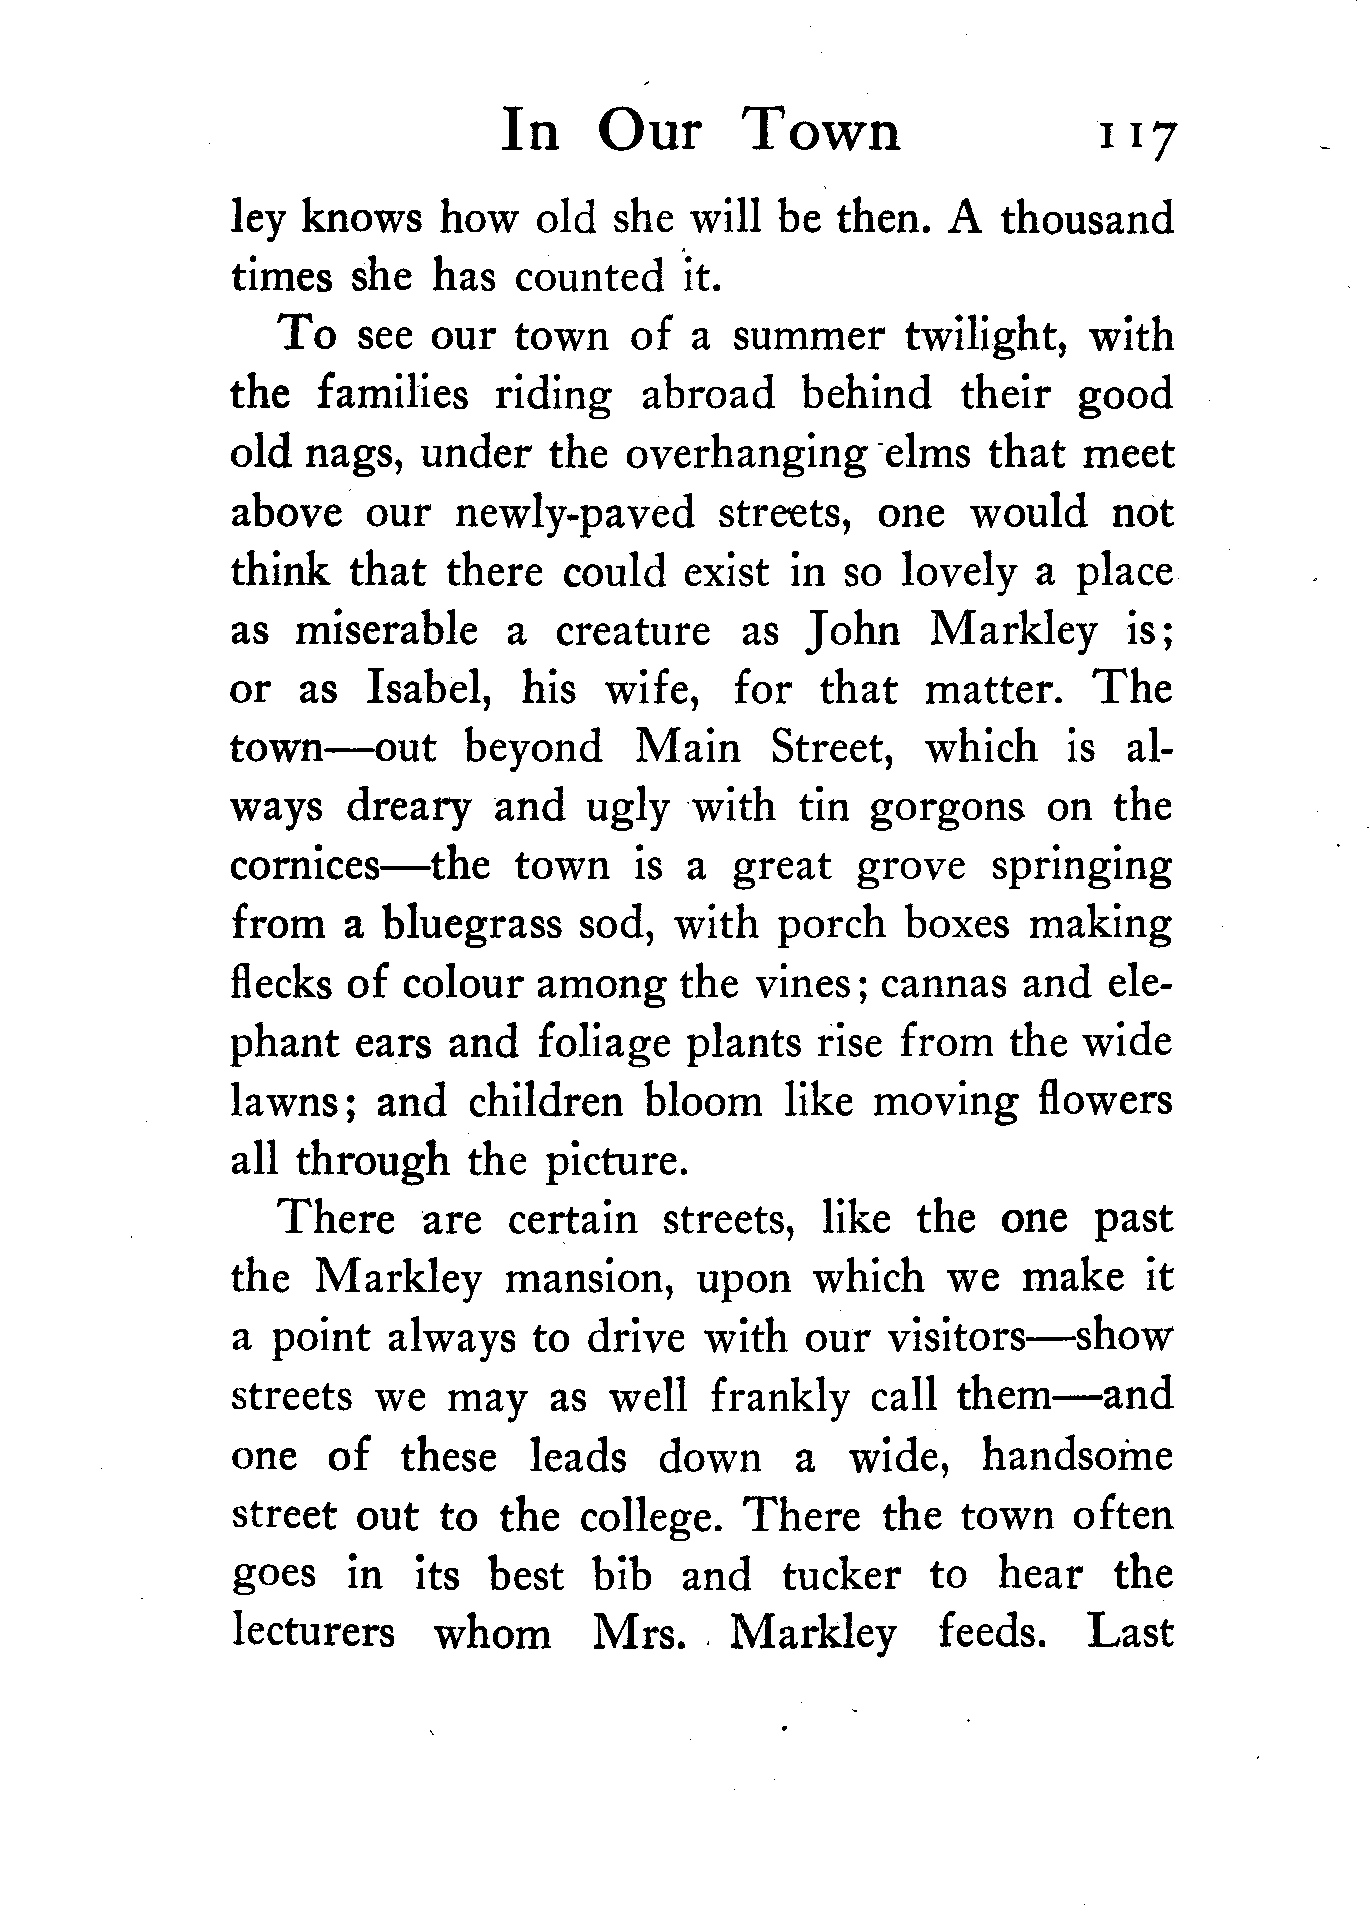 In Our Town 117
ley knows how old she will be then. A thousand
times she has counted it.
To see our town of a summer twilight, with
the families riding abroad behind their good
old nags, under the overhanging elms that meet
above our newly-paved streets, one would not
think that there could exist in so lovely a place
as miserable a creature as John Markley is;
or as Isabel, his wife, for that matter. The
town—out beyond Main Street, which is al-
ways dreary and ugly with tin gorgons on the
cornices—the town is a great grove springing
from a bluegrass sod, with porch boxes making
flecks of colour among the vines; cannas and ele-
phant ears and foliage plants rise from the wide
lawns; and children bloom like moving flowers
all through the picture.
There are certain streets, like the one past
the Markley mansion, upon which we make it
a point always to drive with our visitors—show
streets we may as well frankly call them—and
one of these leads down a wide, handsome
street out to the college. There the town often
goes in its best bib and tucker to hear the
lecturers whom Mrs. Markley feeds. Last